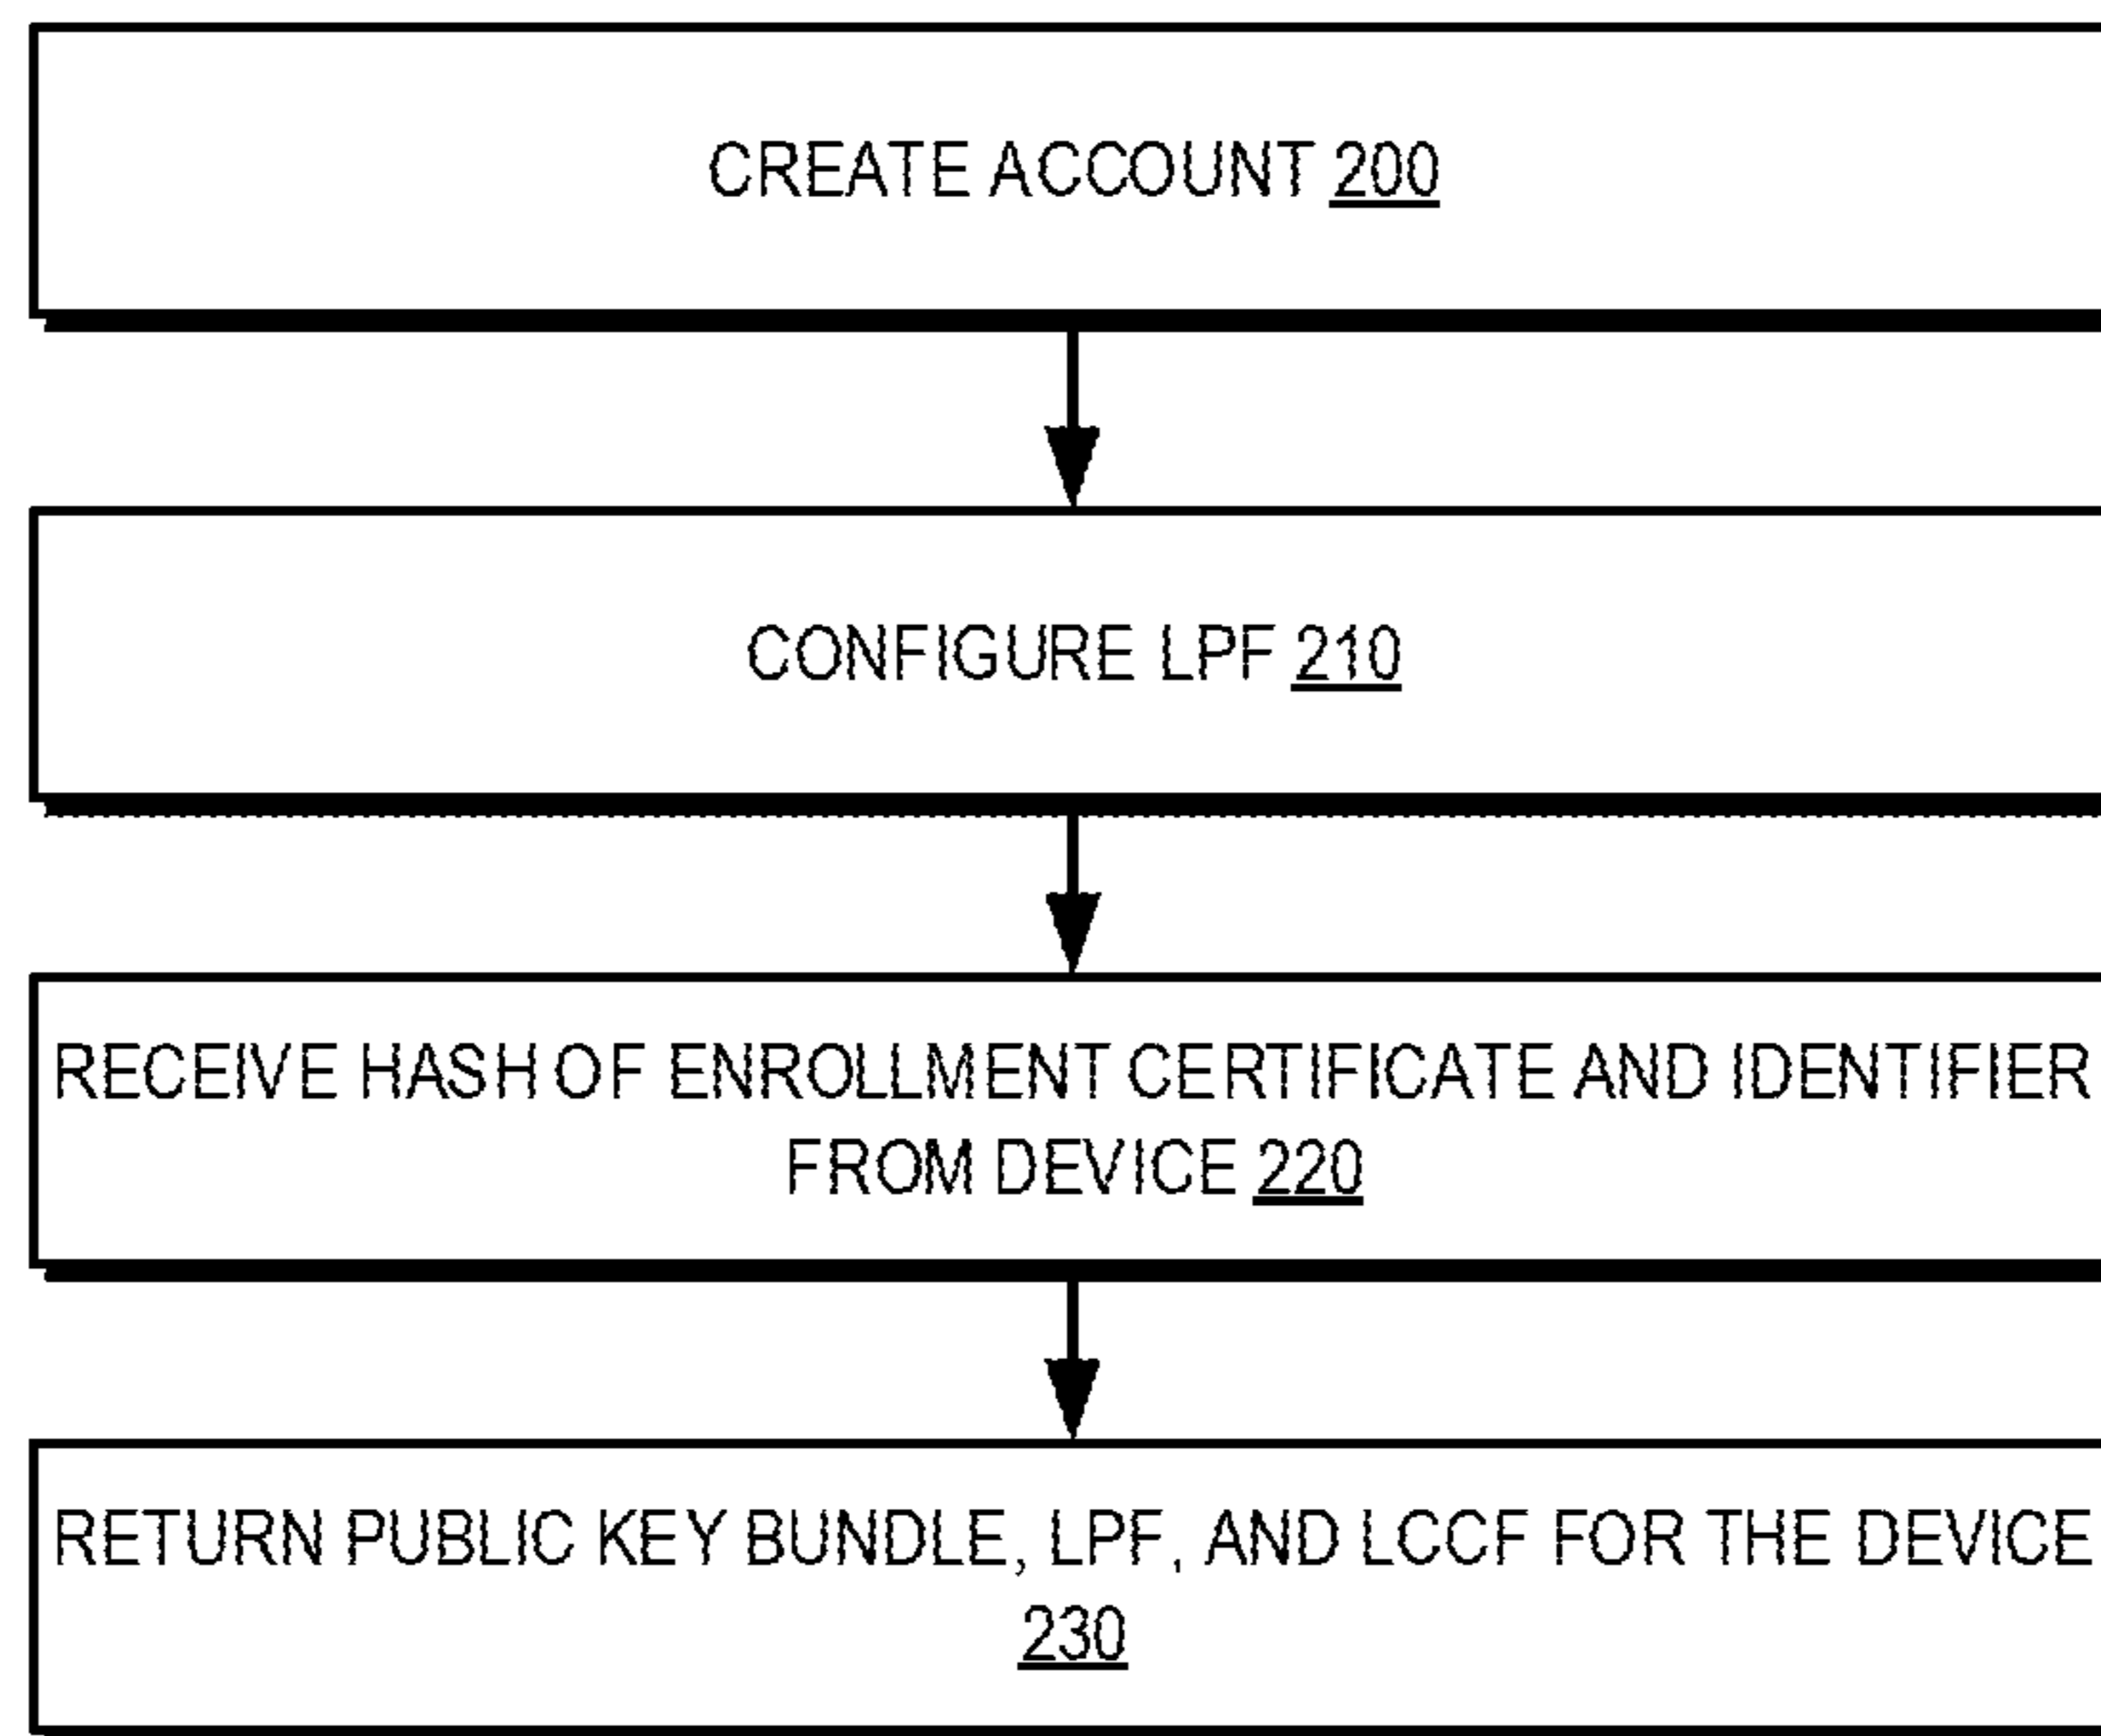 CREATE ACCOUNT 200
CONFIGURE LPF 210
RECEIVE HASH OF ENROLLMENT CERTIFICATE AND IDENTIFIER
FROM DEVICE 220
RETURN PUBLIC KEY BUNDLE, LPF, AND LCCF FOR THE DEVICE
230